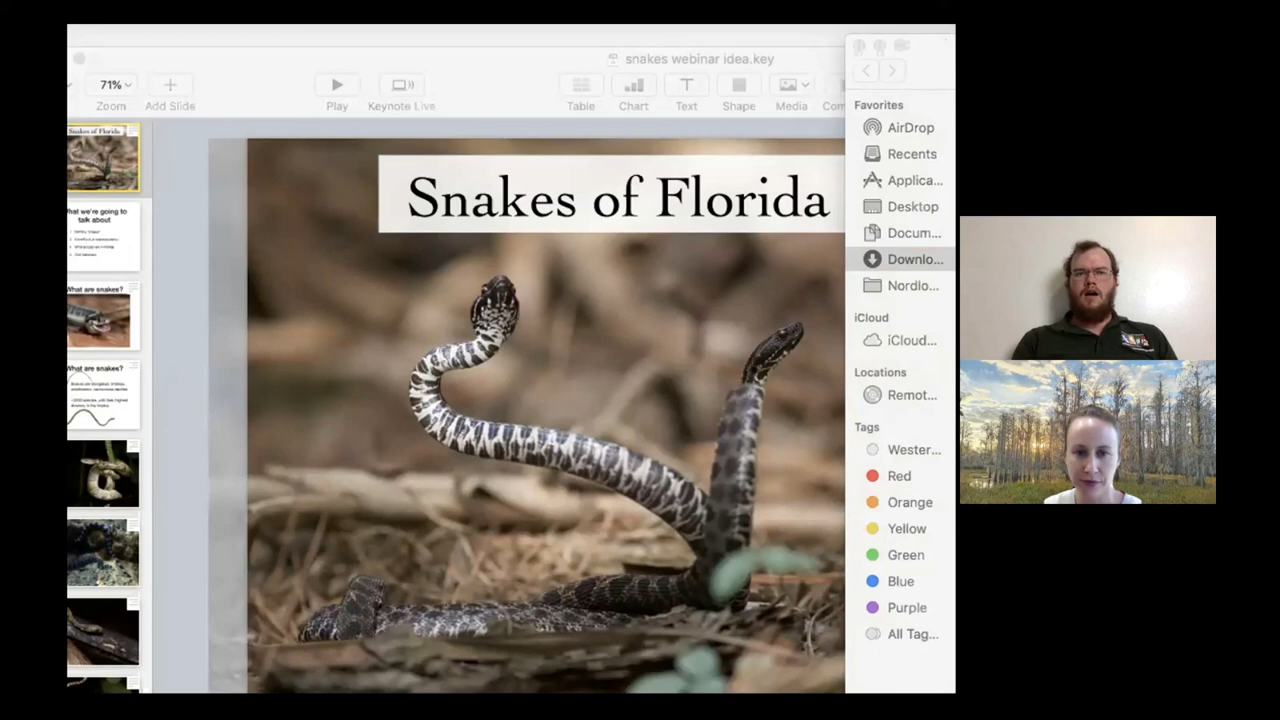 snakes webinar idea.key
71%
Zoom
Add Slide
Play
Keynote Live
Table
Chart
Text
Shape
Media
Com
Snakes of Florida
What we're going to
talk about
What are snakes?
What are snakes?
Snakes of Florida
Favorites
AirDrop
Recents
Applica...
Desktop
Docum...
Downlo...
Nordio...
iCloud
iCloud...
Locations
Remot...
Tags
Wester...
Red
Orange
Yellow
Green
Blue
Purple
All Tag...